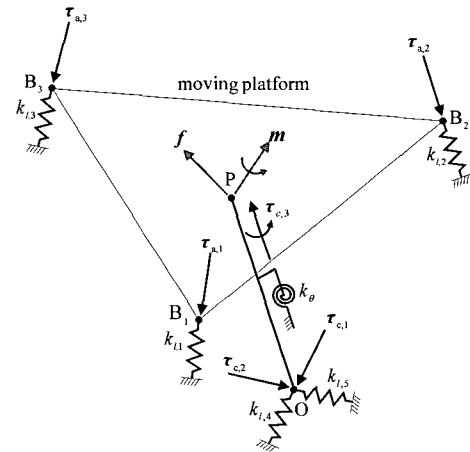 τa,3
τa,2
B3
moving platform
kl,3
B2
f
m
kl,2
P
τc,3
τa,1
kθ
B1
τc,1
kl,1
τc,2
kl,5
kl,4
O